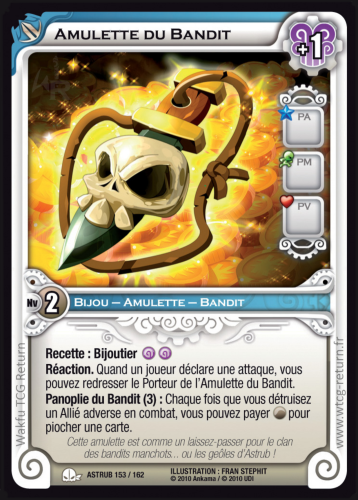 AMULETTE DU BANDIT
+1
PA
PM
PV
Nv 2
BIJOU – AMULETTE – BANDIT
Recette : Bijoutier
Réaction. Quand un joueur déclare une attaque, vous
pouvez redresser le Porteur de l'Amulette du Bandit.
Panoplie du Bandit (3) : Chaque fois que vous détruisez
un Allié adverse en combat, vous pouvez payer
pour
piocher une carte.
Cette amulette est comme un laissez-passer pour le clan
des bandits manchots... ou les geôles d'Astrub !
ASTRUB 153 / 162
ILLUSTRATION : FRAN STEPHIT
© 2010 Ankama / © 2010 UDI
Wakfu TCG Return
www.wtcg-return.fr